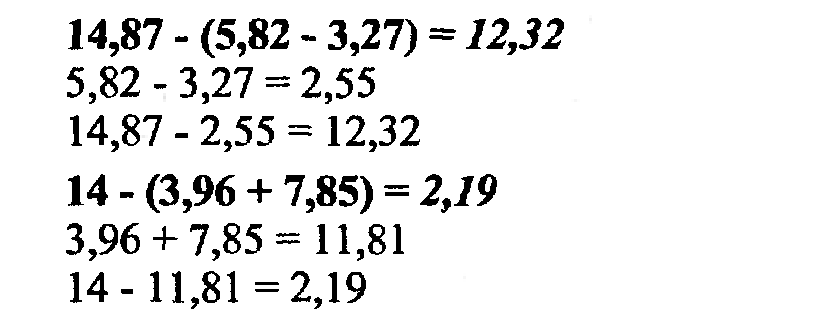 14,87 - (5,82 - 3,27) = 12,32
5,82 - 3,27 = 2,55
14,87 - 2,55 = 12,32
14 - (3,96 + 7,85) = 2,19
3,96 + 7,85 = 11,81
14 - 11,81 = 2,19